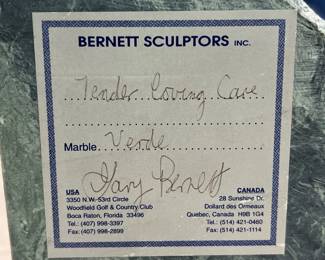 BERNETT SCULPTORS INC.
Tender Loving Care
Marble Verde
Gary Bernett
USA
3350 N.W.-53rd Circle
Woodfield Golf & Country Club
Boca Raton, Florida 33496
Tel:(407) 998-3397
Fax:(407) 998-2899
CANADA
28 Sunshine Dr.
Dollard des Ormeaux
Quebec, Canada H9B 1G4
Tel:(514) 421-0460
Fax:(514) 421-1114